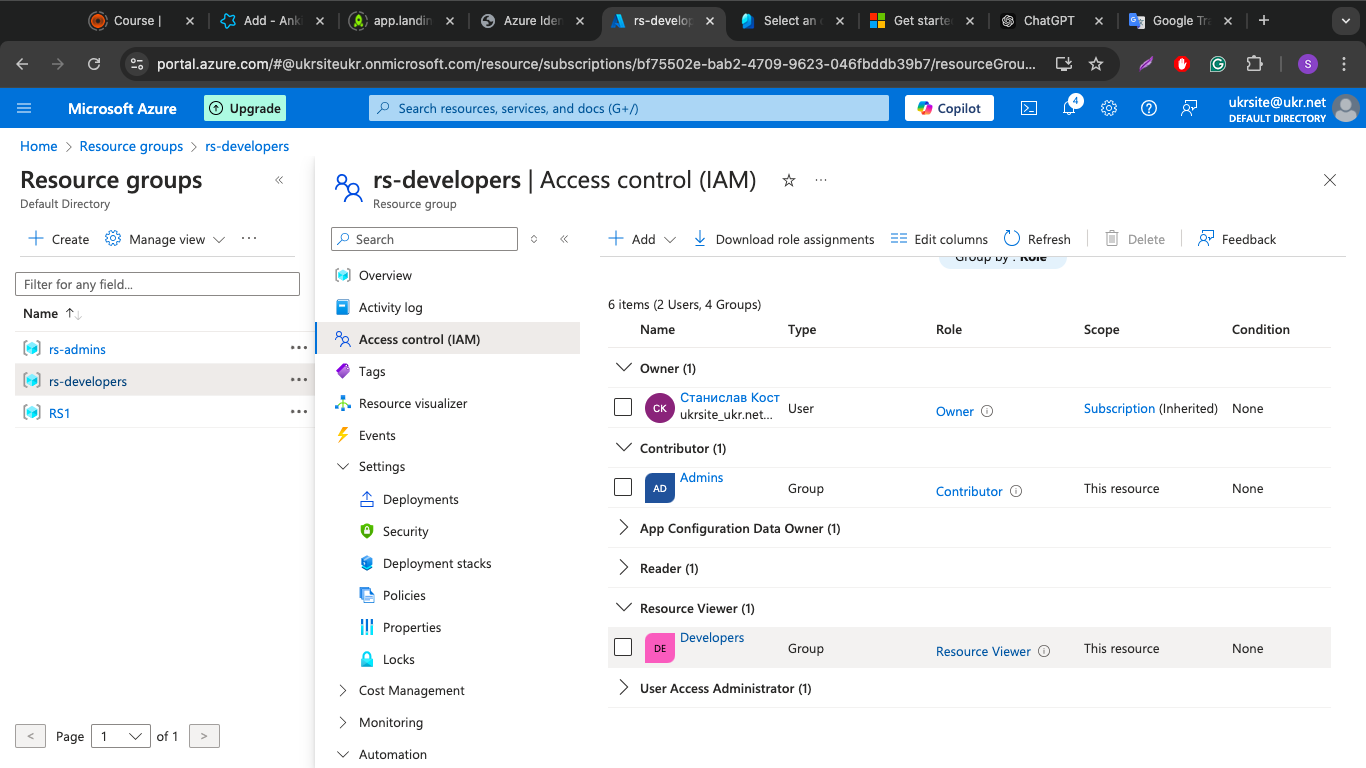 Course |
Add - Anki
app.landin
Azure Iden
rs-develop
Select an
Get starte
ChatGPT
Google Tra
portal.azure.com/#@ukrsiteukr.onmicrosoft.com/resource/subscriptions/bf75502e-bab2-4709-9623-046fbddb39b7/resourceGrou...
S
Microsoft Azure
Upgrade
Search resources, services, and docs (G+/)
Copilot
4
ukrsite@ukr.net
DEFAULT DIRECTORY
Home > Resource groups > rs-developers
Resource groups
Default Directory
Create
Manage view
Filter for any field...
Name
rs-admins
rs-developers
RS1
Page 1 of 1
rs-developers | Access control (IAM)
Resource group
Search
Overview
Activity log
Access control (IAM)
Tags
Resource visualizer
Events
Settings
Deployments
Security
Deployment stacks
Policies
Properties
Locks
Cost Management
Monitoring
Automation
Add
Download role assignments
Edit columns
Refresh
Delete
Feedback
Group by : Role
6 items (2 Users, 4 Groups)
Name Type Role Scope Condition
Owner (1)
CK Станислав Кост User Owner Subscription (Inherited) None
ukrsite_ukr.net...
Contributor (1)
AD Admins Group Contributor This resource None
App Configuration Data Owner (1)
Reader (1)
Resource Viewer (1)
DE Developers Group Resource Viewer This resource None
User Access Administrator (1)